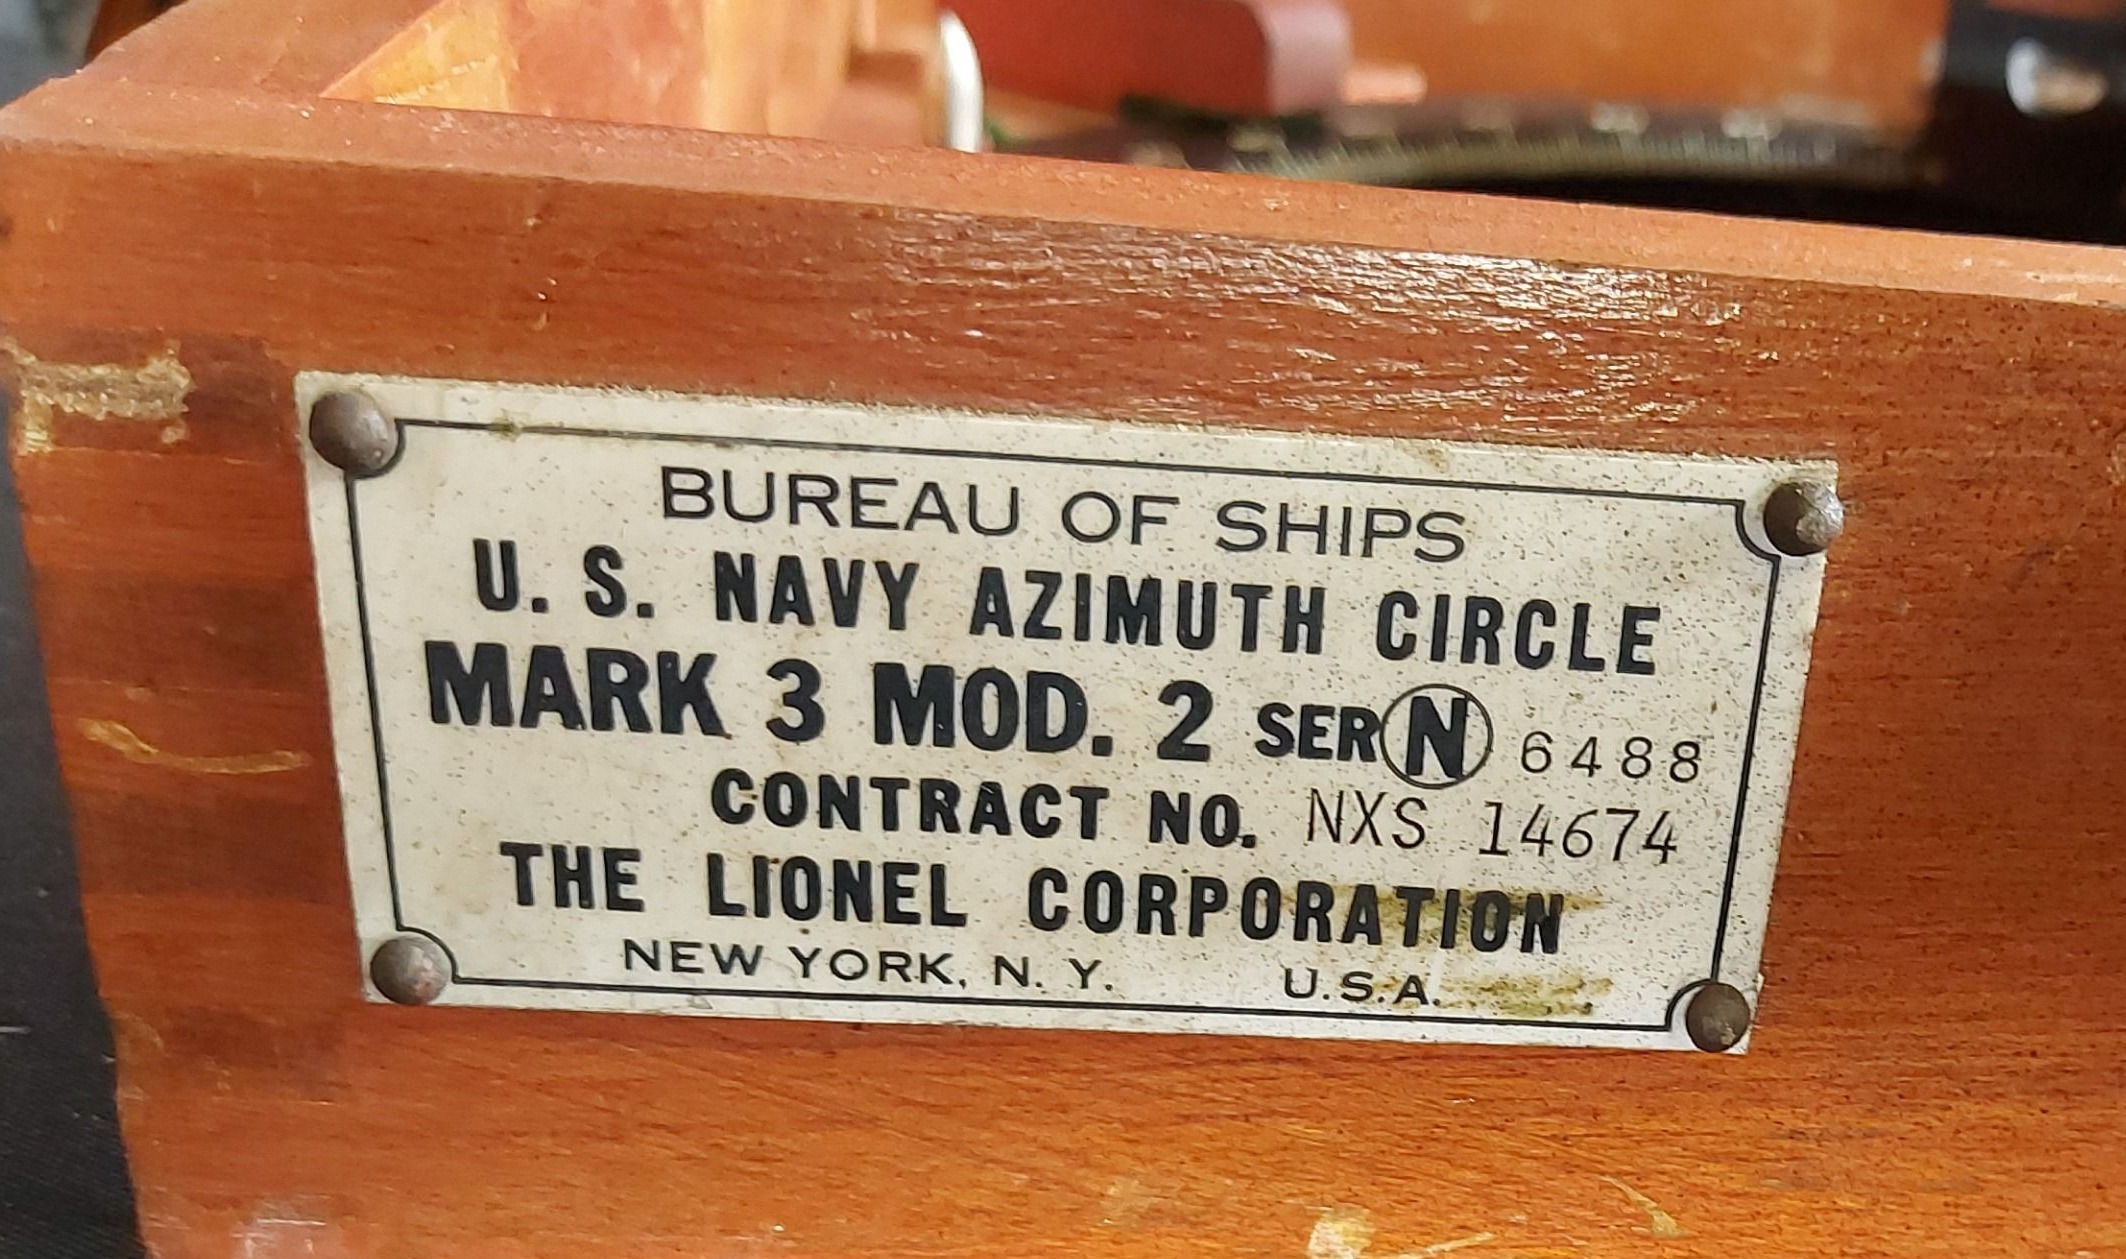 BUREAU OF SHIPS
U. S. NAVY AZIMUTH CIRCLE
MARK 3 MOD. 2 SER N 6488
CONTRACT NO. NXS 14674
THE LIONEL CORPORATION
NEW YORK, N. Y. U.S.A.